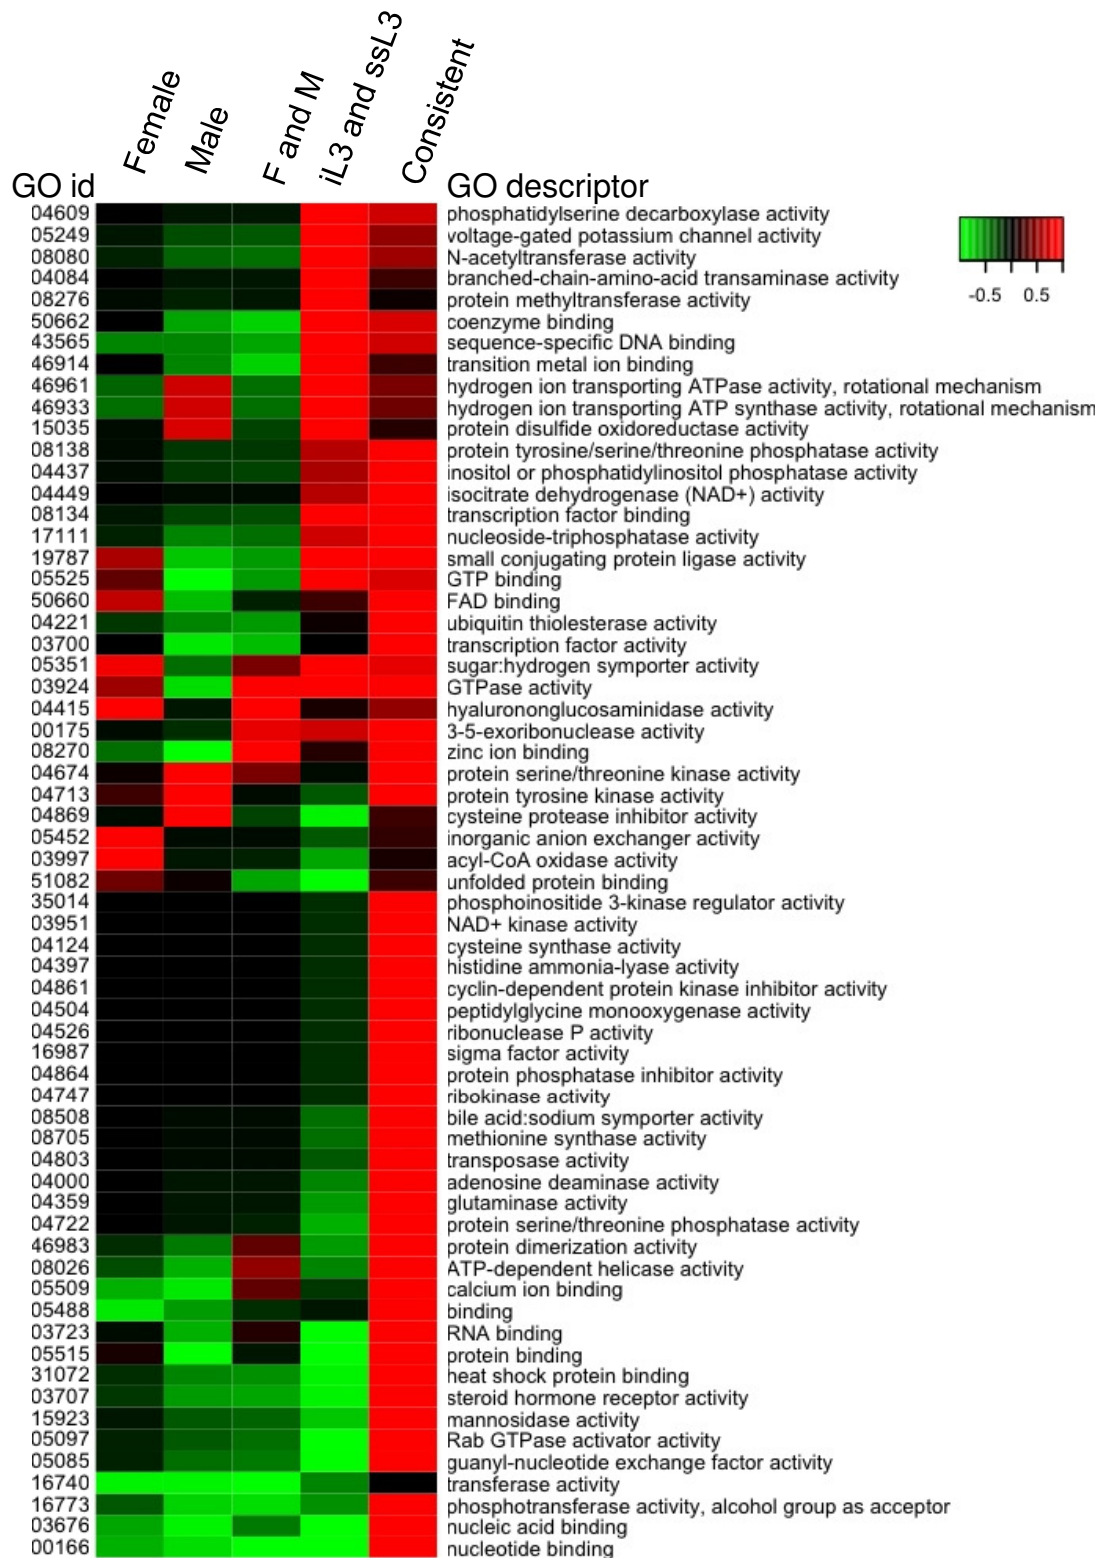 Female Male F and M iL3 and ssL3 Consistent
GO id GO descriptor
04609 phosphatidylserine decarboxylase activity
05249 voltage-gated potassium channel activity
08080 N-acetyltransferase activity
04084 branched-chain-amino-acid transaminase activity
08276 protein methyltransferase activity
-0.5 0.5
50662 coenzyme binding
43565 sequence-specific DNA binding
46914 transition metal ion binding
46961 hydrogen ion transporting ATPase activity, rotational mechanism
46933 hydrogen ion transporting ATP synthase activity, rotational mechanism
15035 protein disulfide oxidoreductase activity
08138 protein tyrosine/serine/threonine phosphatase activity
04437 inositol or phosphatidylinositol phosphatase activity
04449 isocitrate dehydrogenase (NAD+) activity
08134 transcription factor binding
17111 nucleoside-triphosphatase activity
19787 small conjugating protein ligase activity
05525 GTP binding
50660 FAD binding
04221 ubiquitin thiolesterase activity
03700 transcription factor activity
05351 sugar:hydrogen symporter activity
03924 GTPase activity
04415 hyalurononglucosaminidase activity
00175 3-5-exoribonuclease activity
08270 zinc ion binding
04674 protein serine/threonine kinase activity
04713 protein tyrosine kinase activity
04869 cysteine protease inhibitor activity
05452 inorganic anion exchanger activity
03997 acyl-CoA oxidase activity
51082 unfolded protein binding
35014 phosphoinositide 3-kinase regulator activity
03951 NAD+ kinase activity
04124 cysteine synthase activity
04397 histidine ammonia-lyase activity
04861 cyclin-dependent protein kinase inhibitor activity
04504 peptidylglycine monooxygenase activity
04526 ribonuclease P activity
16987 sigma factor activity
04864 protein phosphatase inhibitor activity
04747 ribokinase activity
08508 bile acid:sodium symporter activity
08705 methionine synthase activity
04803 transposase activity
04000 adenosine deaminase activity
04359 glutaminase activity
04722 protein serine/threonine phosphatase activity
46983 protein dimerization activity
08026 ATP-dependent helicase activity
05509 calcium ion binding
05488 binding
03723 RNA binding
05515 protein binding
31072 heat shock protein binding
03707 steroid hormone receptor activity
15923 mannosidase activity
05097 Rab GTPase activator activity
05085 guanyl-nucleotide exchange factor activity
16740 transferase activity
16773 phosphotransferase activity, alcohol group as acceptor
03676 nucleic acid binding
00166 nucleotide binding